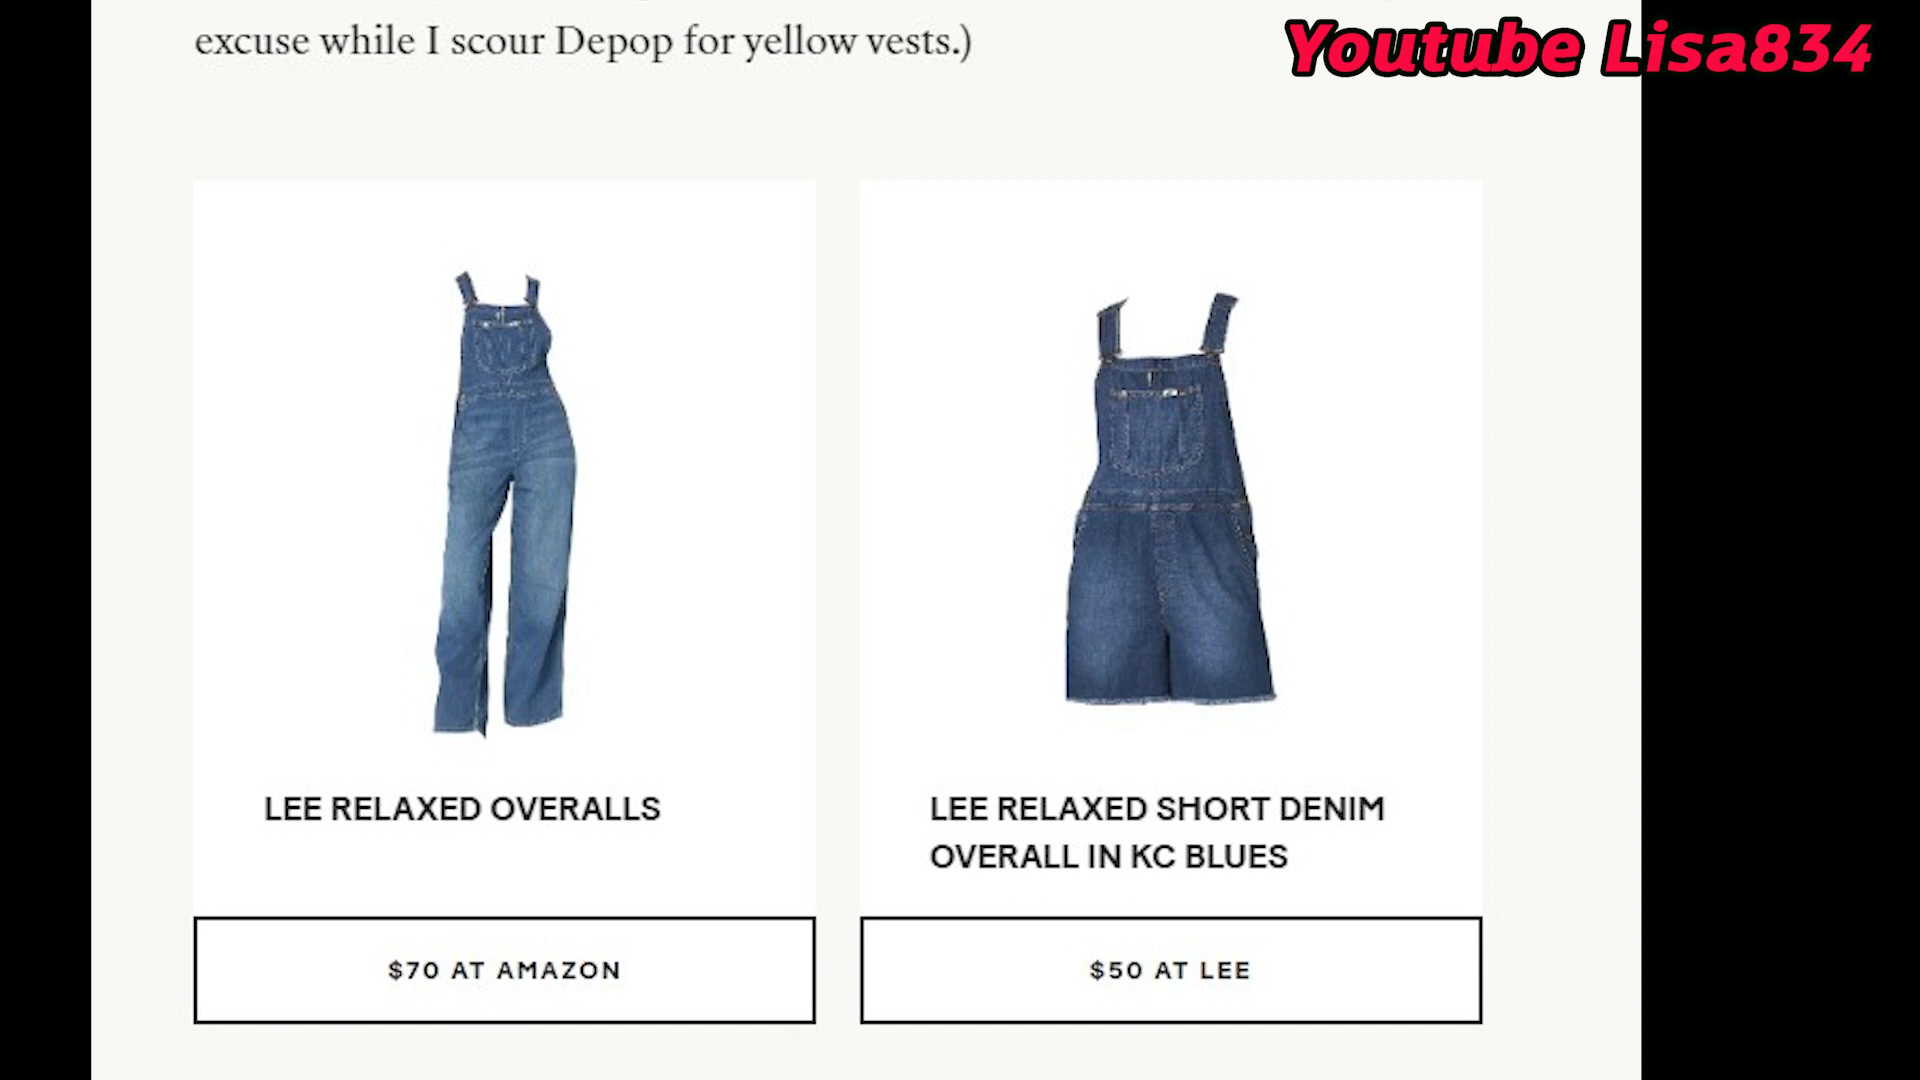 excuse while I scour Depop for yellow vests.)
Youtube Lisa834
LEE RELAXED OVERALLS
$70 AT AMAZON
LEE RELAXED SHORT DENIM
OVERALL IN KC BLUES
$50 AT LEE